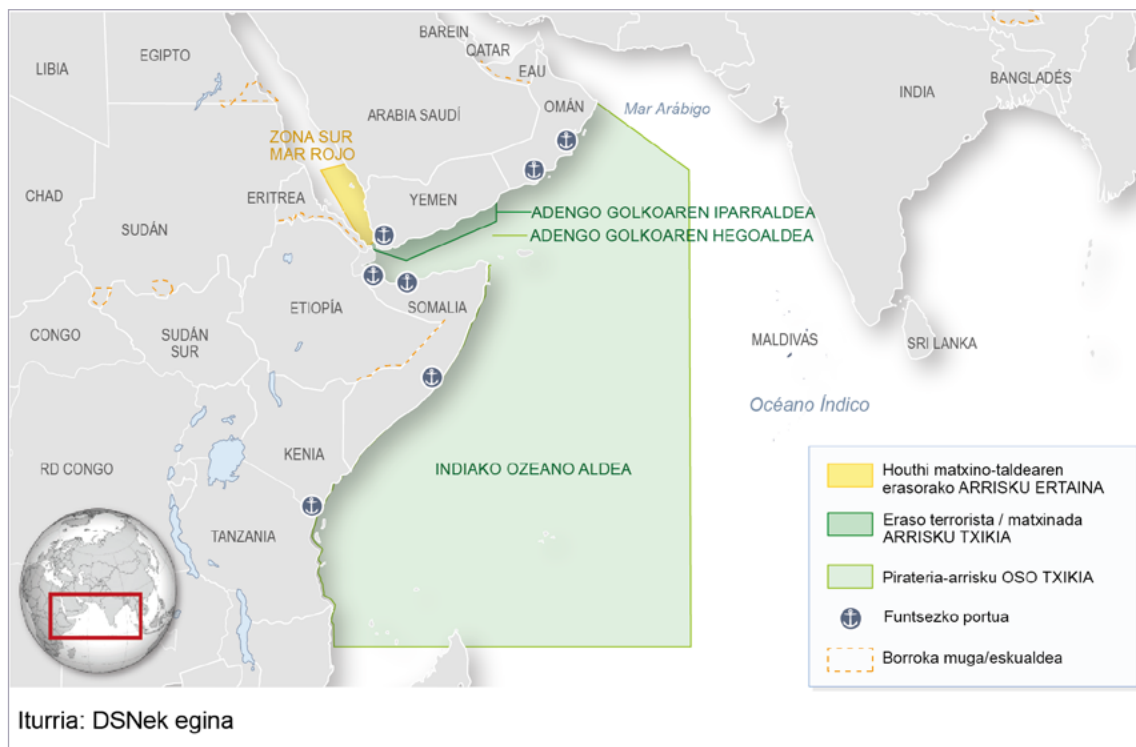 BAREIN
QATAR
EAU
EGIPTO
LIBIA
BANGLADÉS
INDIA
OMÁN
Mar Arábigo
ARABIA SAUDÍ
ZONA SUR
MAR ROJO
CHAD
ERITREA
YEMEN
ADENGO GOLKOAREN IPARRALDEA
SUDÁN
ADENGO GOLKOAREN HEGOALDEA
ETIOPÍA
SOMALIA
CONGO
SUDÁN
SUR
MALDIVAS
SRI LANKA
Océano Índico
KENIA
RD CONGO
INDIAKO OZEANO ALDEA
TANZANIA
Houthi matxino-taldearen
erasorako ARRISKU ERTAINA
Eraso terrorista / matxinada
ARRISKU TXIKIA
Pirateria-arrisku OSO TXIKIA
Funtsezko portua
Borroka muga/eskualdea
Iturria: DSNek egina